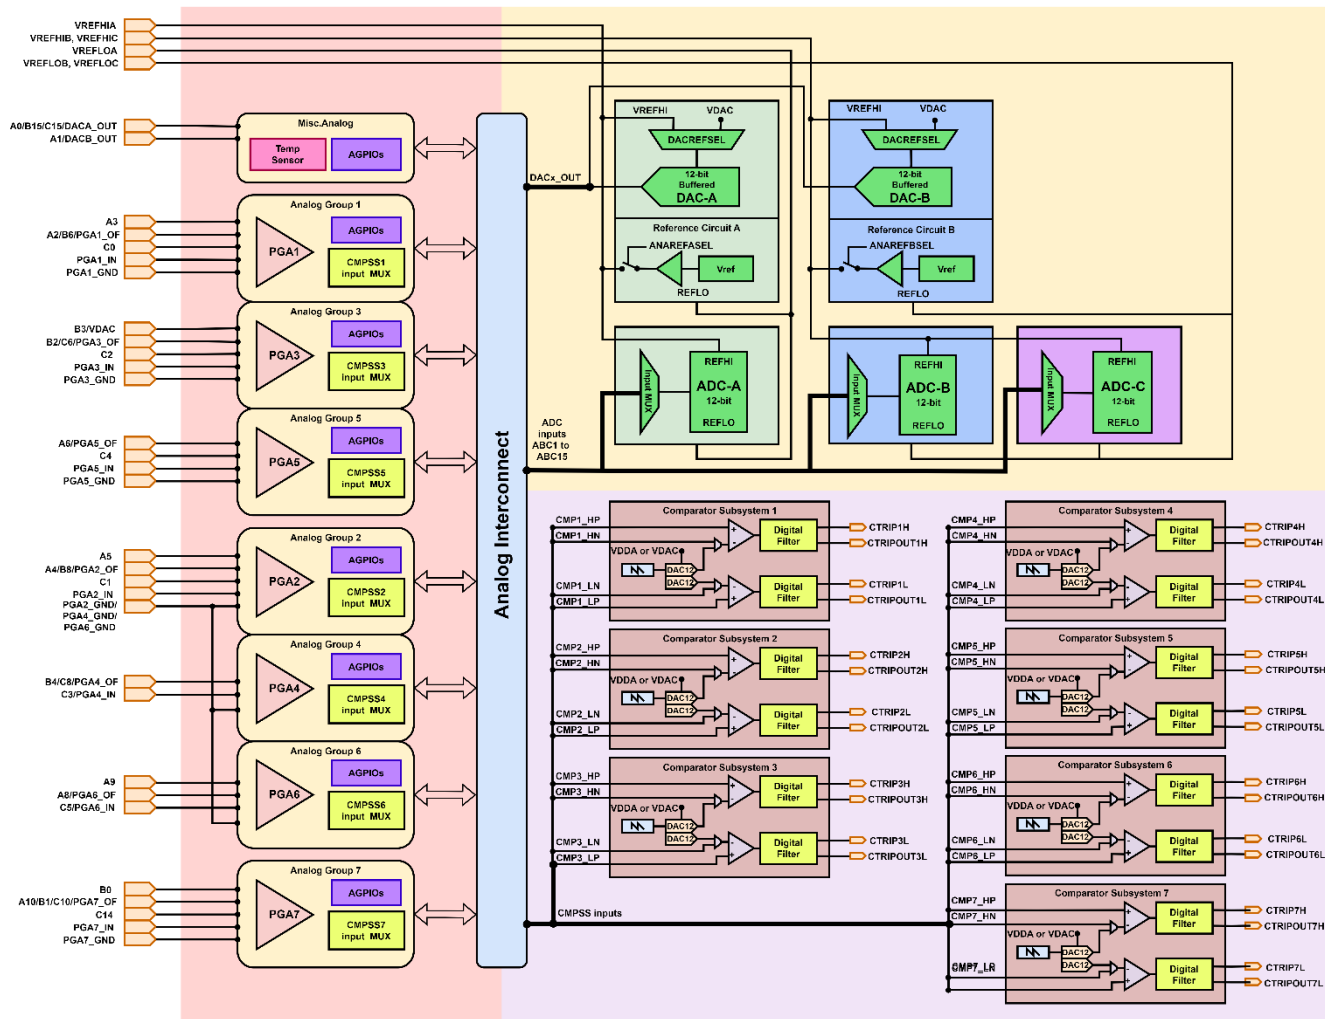 VREFHIA
VREFHIB, VREFHIC
VREFLOA
VREFLOB, VREFLOC
A0/B15/C15/DACA_OUT
A1/DACB_OUT
Misc.Analog
Temp
Sensor
AGPIOs
A3
A2/B6/PGA1_OF
C0
PGA1_IN
PGA1_GND
Analog Group 1
PGA1
AGPIOs
CMPSS1
input MUX
B3/VDAC
B2/C6/PGA3_OF
C2
PGA3_IN
PGA3_GND
Analog Group 3
PGA3
AGPIOs
CMPSS3
input MUX
A6/PGA5_OF
C4
PGA5_IN
PGA5_GND
Analog Group 5
PGA5
AGPIOs
CMPSS5
input MUX
A5
A4/B8/PGA2_OF
C1
PGA2_IN
PGA2_GND/
PGA4_GND/
PGA6_GND
Analog Group 2
PGA2
AGPIOs
CMPSS2
input MUX
B4/C8/PGA4_OF
C3/PGA4_IN
Analog Group 4
PGA4
AGPIOs
CMPSS4
input MUX
A9
A8/PGA6_OF
C5/PGA6_IN
Analog Group 6
PGA6
AGPIOs
CMPSS6
input MUX
B0
A10/B1/C10/PGA7_OF
C14
PGA7_IN
PGA7_GND
Analog Group 7
PGA7
AGPIOs
CMPSS7
input MUX
Analog Interconnect
DACx_OUT
VREFHI
VDAC
DACREFSEL
12-bit
Buffered
DAC-A
Reference Circuit A
ANAREFASEL
Vref
REFLO
VREFHI
VDAC
DACREFSEL
12-bit
Buffered
DAC-B
Reference Circuit B
ANAREFBSEL
Vref
REFLO
ADC
inputs
ABC1 to
ABC15
Input MUX
REFHI
ADC-A
12-bit
REFLO
Input MUX
REFHI
ADC-B
12-bit
REFLO
Input MUX
REFHI
ADC-C
12-bit
REFLO
Comparator Subsystem 1
CMP1_HP
CMP1_HN
VDDA or VDAC
DAC12
DAC12
CMP1_LN
CMP1_LP
+
-
-
+
Digital
Filter
Digital
Filter
CTRIP1H
CTRIPOUT1H
CTRIP1L
CTRIPOUT1L
Comparator Subsystem 2
CMP2_HP
CMP2_HN
VDDA or VDAC
DAC12
DAC12
CMP2_LN
CMP2_LP
+
-
-
+
Digital
Filter
Digital
Filter
CTRIP2H
CTRIPOUT2H
CTRIP2L
CTRIPOUT2L
Comparator Subsystem 3
CMP3_HP
CMP3_HN
VDDA or VDAC
DAC12
DAC12
CMP3_LN
CMP3_LP
+
-
-
+
Digital
Filter
Digital
Filter
CTRIP3H
CTRIPOUT3H
CTRIP3L
CTRIPOUT3L
CMPSS inputs
Comparator Subsystem 4
CMP4_HP
CMP4_HN
VDDA or VDAC
DAC12
DAC12
CMP4_LN
CMP4_LP
+
-
-
+
Digital
Filter
Digital
Filter
CTRIP4H
CTRIPOUT4H
CTRIP4L
CTRIPOUT4L
Comparator Subsystem 5
CMP5_HP
CMP5_HN
VDDA or VDAC
DAC12
DAC12
CMP5_LN
CMP5_LP
+
-
-
+
Digital
Filter
Digital
Filter
CTRIP5H
CTRIPOUT5H
CTRIP5L
CTRIPOUT5L
Comparator Subsystem 6
CMP6_HP
CMP6_HN
VDDA or VDAC
DAC12
DAC12
CMP6_LN
CMP6_LP
+
-
-
+
Digital
Filter
Digital
Filter
CTRIP6H
CTRIPOUT6H
CTRIP6L
CTRIPOUT6L
Comparator Subsystem 7
CMP7_HP
CMP7_HN
VDDA or VDAC
DAC12
DAC12
CMP7_LN
CMP7_LP
+
-
-
+
Digital
Filter
Digital
Filter
CTRIP7H
CTRIPOUT7H
CTRIP7L
CTRIPOUT7L